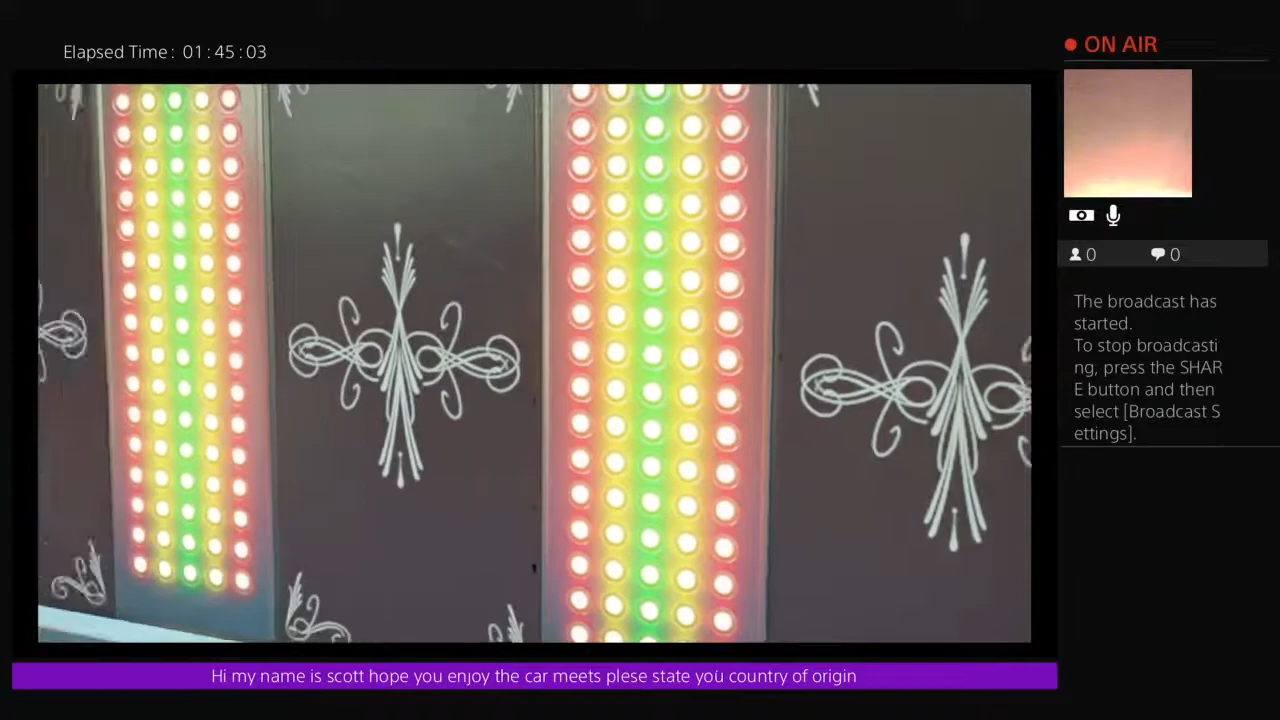 Elapsed Time: 01:45:03
ON AIR
0 0
The broadcast has
started.
To stop broadcasti
ng, press the SHAR
E button and then
select [Broadcast S
ettings].
Hi my name is scott hope you enjoy the car meets plese state you country of origin